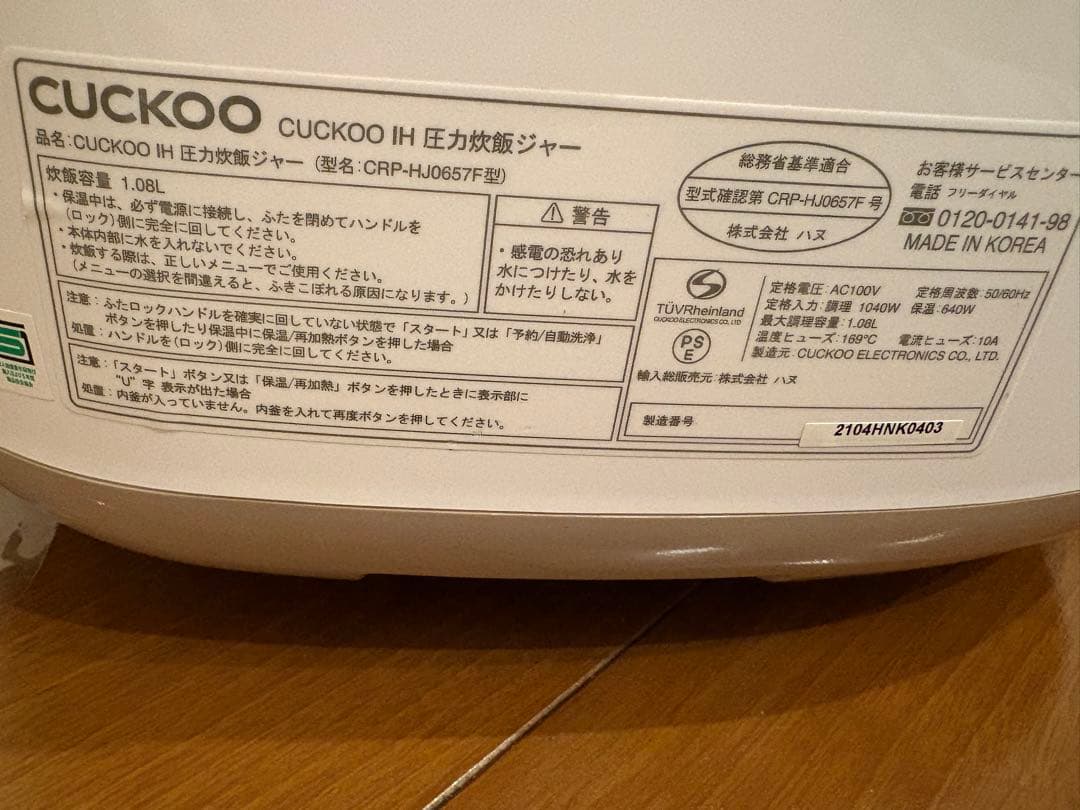 CUCKOO CUCKOO IH 圧力炊飯ジャー
品名:CUCKOO IH 圧力炊飯ジャー (型名:CRP-HJ0657F型)
炊飯容量 1.08L
・保温中は、必ず電源に接続し、ふたを閉めてハンドルを
(ロック)側に完全に回してください。
・本体内部に水を入れないでください。
・炊飯する際は、正しいメニューでご使用ください。
(メニューの選択を間違えると、ふきこぼれる原因になります。)
⚠ 警告
・感電の恐れあり
水につけたり、水を
かけたりしない。
注意:ふたロックハンドルを確実に回していない状態で「スタート」又は「予約/自動洗浄」
ボタンを押したり保温中に保温/再加熱ボタンを押した場合
処置:ハンドルを(ロック)側に完全に回してください。
注意:「スタート」ボタン又は「保温/再加熱」ボタンを押したときに表示部に
"U"字 表示が出た場合
処置:内釜が入っていません。内釜を入れて再度ボタンを押してください。
総務省基準適合
型式確認第 CRP-HJ0657F 号
株式会社 ハヌ
お客様サービスセンター
電話 フリーダイヤル
0120-0141-98
MADE IN KOREA
TÜVRheinland
CUCKOO ELECTRONICS CO., LTD
PS
E
定格電圧:AC100V 定格周波数:50/60Hz
定格入力:調理 1040W 保温:640W
最大調理容量:1.08L
温度ヒューズ:169℃ 電流ヒューズ:10A
製造元:CUCKOO ELECTRONICS CO., LTD.
輸入総販売元:株式会社 ハヌ
製造番号 2104HNK0403